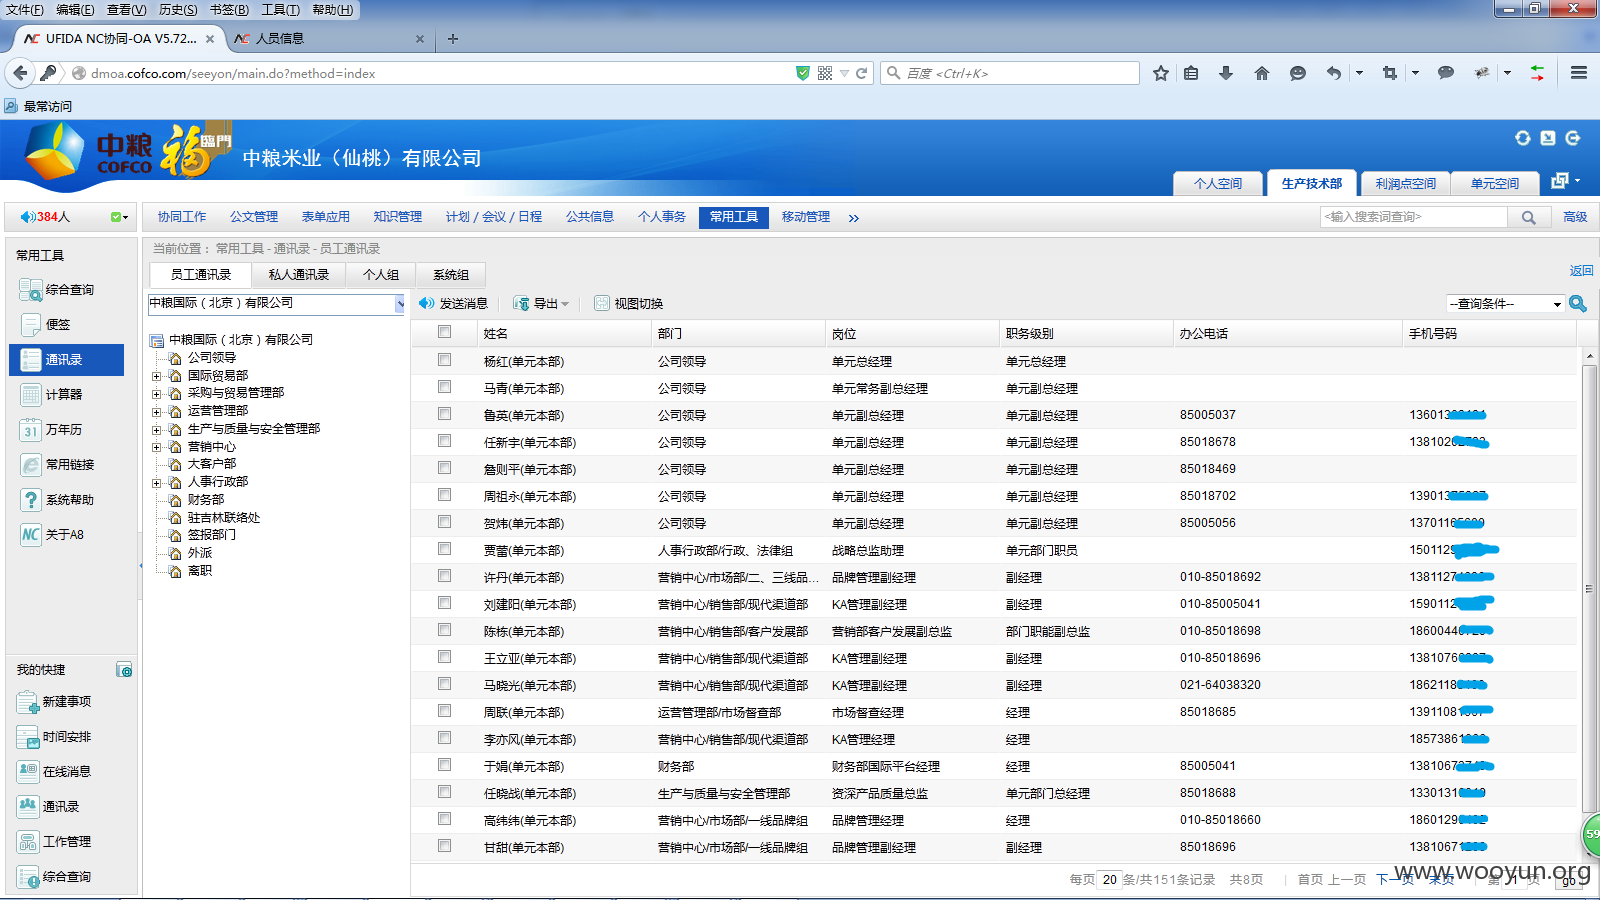 文件(F) 编辑(E) 查看(V) 历史(S) 书签(B) 工具(T) 帮助(H)
UFIDA NC协同-OA V5.72... 人员信息
dmoa.cofco.com/seeyon/main.do?method=index 百度 <Ctrl+K>
最常访问
中粮 COFCO 福 臨門 中粮米业（仙桃）有限公司
个人空间 生产技术部 利润点空间 单元空间
384人 协同工作 公文管理 表单应用 知识管理 计划 / 会议 / 日程 公共信息 个人事务 常用工具 移动管理 >> <输入搜索词查询> 高级
常用工具
综合查询
便签
通讯录
计算器
31 万年历
常用链接
系统帮助
NC 关于A8
我的快捷
新建事项
时间安排
在线消息
通讯录
工作管理
综合查询
当前位置： 常用工具 - 通讯录 - 员工通讯录
员工通讯录 私人通讯录 个人组 系统组 返回
中粮国际（北京）有限公司
中粮国际（北京）有限公司
公司领导
国际贸易部
采购与贸易管理部
运营管理部
生产与质量与安全管理部
营销中心
大客户部
人事行政部
财务部
驻吉林联络处
签报部门
外派
离职
发送消息 导出 视图切换 --查询条件--
姓名 部门 岗位 职务级别 办公电话 手机号码
杨红(单元本部) 公司领导 单元总经理 单元总经理
马青(单元本部) 公司领导 单元常务副总经理 单元副总经理
鲁英(单元本部) 公司领导 单元副总经理 单元副总经理 85005037 13601
任新宇(单元本部) 公司领导 单元副总经理 单元副总经理 85018678 13810
詹则平(单元本部) 公司领导 单元副总经理 单元副总经理 85018469
周祖永(单元本部) 公司领导 单元副总经理 单元副总经理 85018702 13901
贺炜(单元本部) 公司领导 单元副总经理 单元副总经理 85005056 13701
贾蕾(单元本部) 人事行政部/行政、法律组 战略总监助理 单元部门职员 150112
许丹(单元本部) 营销中心/市场部/二、三线品... 品牌管理副经理 副经理 010-85018692 13811
刘建阳(单元本部) 营销中心/销售部/现代渠道部 KA管理副经理 副经理 010-85005041 159011
陈栋(单元本部) 营销中心/销售部/客户发展部 营销部客户发展副总监 部门职能副总监 010-85018698 186004
王立亚(单元本部) 营销中心/销售部/现代渠道部 KA管理副经理 副经理 010-85018696 138107
马晓光(单元本部) 营销中心/销售部/现代渠道部 KA管理副经理 副经理 021-64038320 186211
周联(单元本部) 运营管理部/市场督查部 市场督查经理 经理 85018685 139110
李亦风(单元本部) 营销中心/销售部/现代渠道部 KA管理经理 经理 185738
于娟(单元本部) 财务部 财务部国际平台经理 经理 85005041 138106
任晓战(单元本部) 生产与质量与安全管理部 资深产品质量总监 单元部门总经理 85018688 133013
高纬纬(单元本部) 营销中心/市场部/一线品牌组 品牌管理经理 经理 010-85018660 186012
甘甜(单元本部) 营销中心/市场部/一线品牌组 品牌管理副经理 副经理 85018696 138106
每页 20 条/共151条记录 共8页 首页 上一页 下一页 末页 第 1 页 go
59
www.wooyun.org